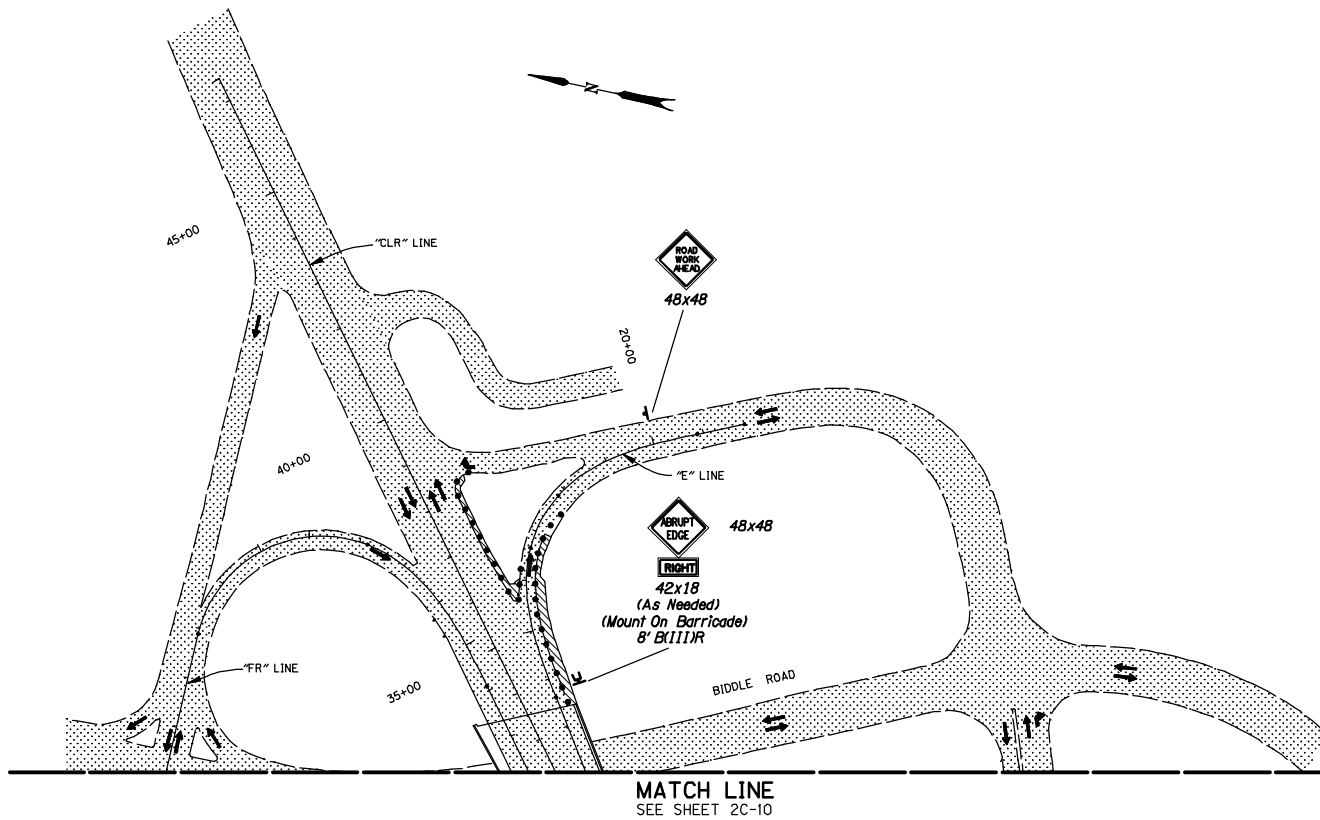 N
45+00
"CLR" LINE
ROAD
WORK
AHEAD
48x48
20+00
40+00
"E" LINE
ABRUPT
EDGE
48x48
RIGHT
42x18
(As Needed)
(Mount On Barricade)
8' B(III)R
"FR" LINE
35+00
BIDDLE ROAD
MATCH LINE
SEE SHEET 2C-10